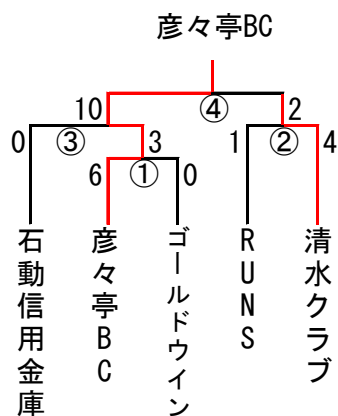 彦々亭BC
10 ④ 2
0 ③ 3 1 ② 4
6 ① 0
石動信用金庫
彦々亭BC
ゴールドウイン
RUNS
清水クラブ